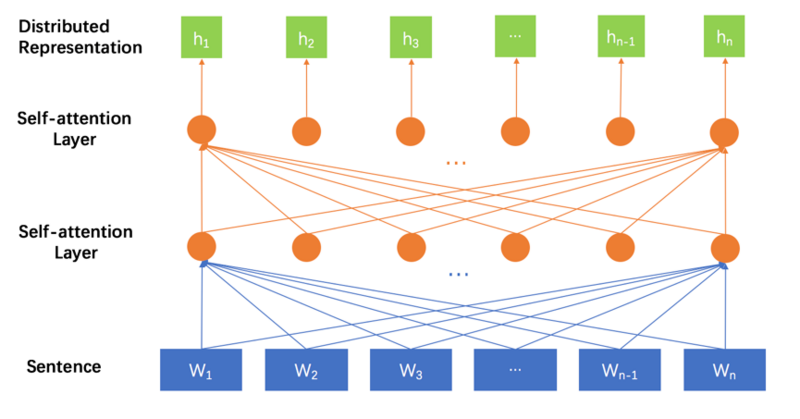 Distributed
Representation
h₁ h₂ h₃ ... hₙ₋₁ hₙ
Self-attention
Layer
...
Self-attention
Layer
...
Sentence
W₁ W₂ W₃ ... Wₙ₋₁ Wₙ